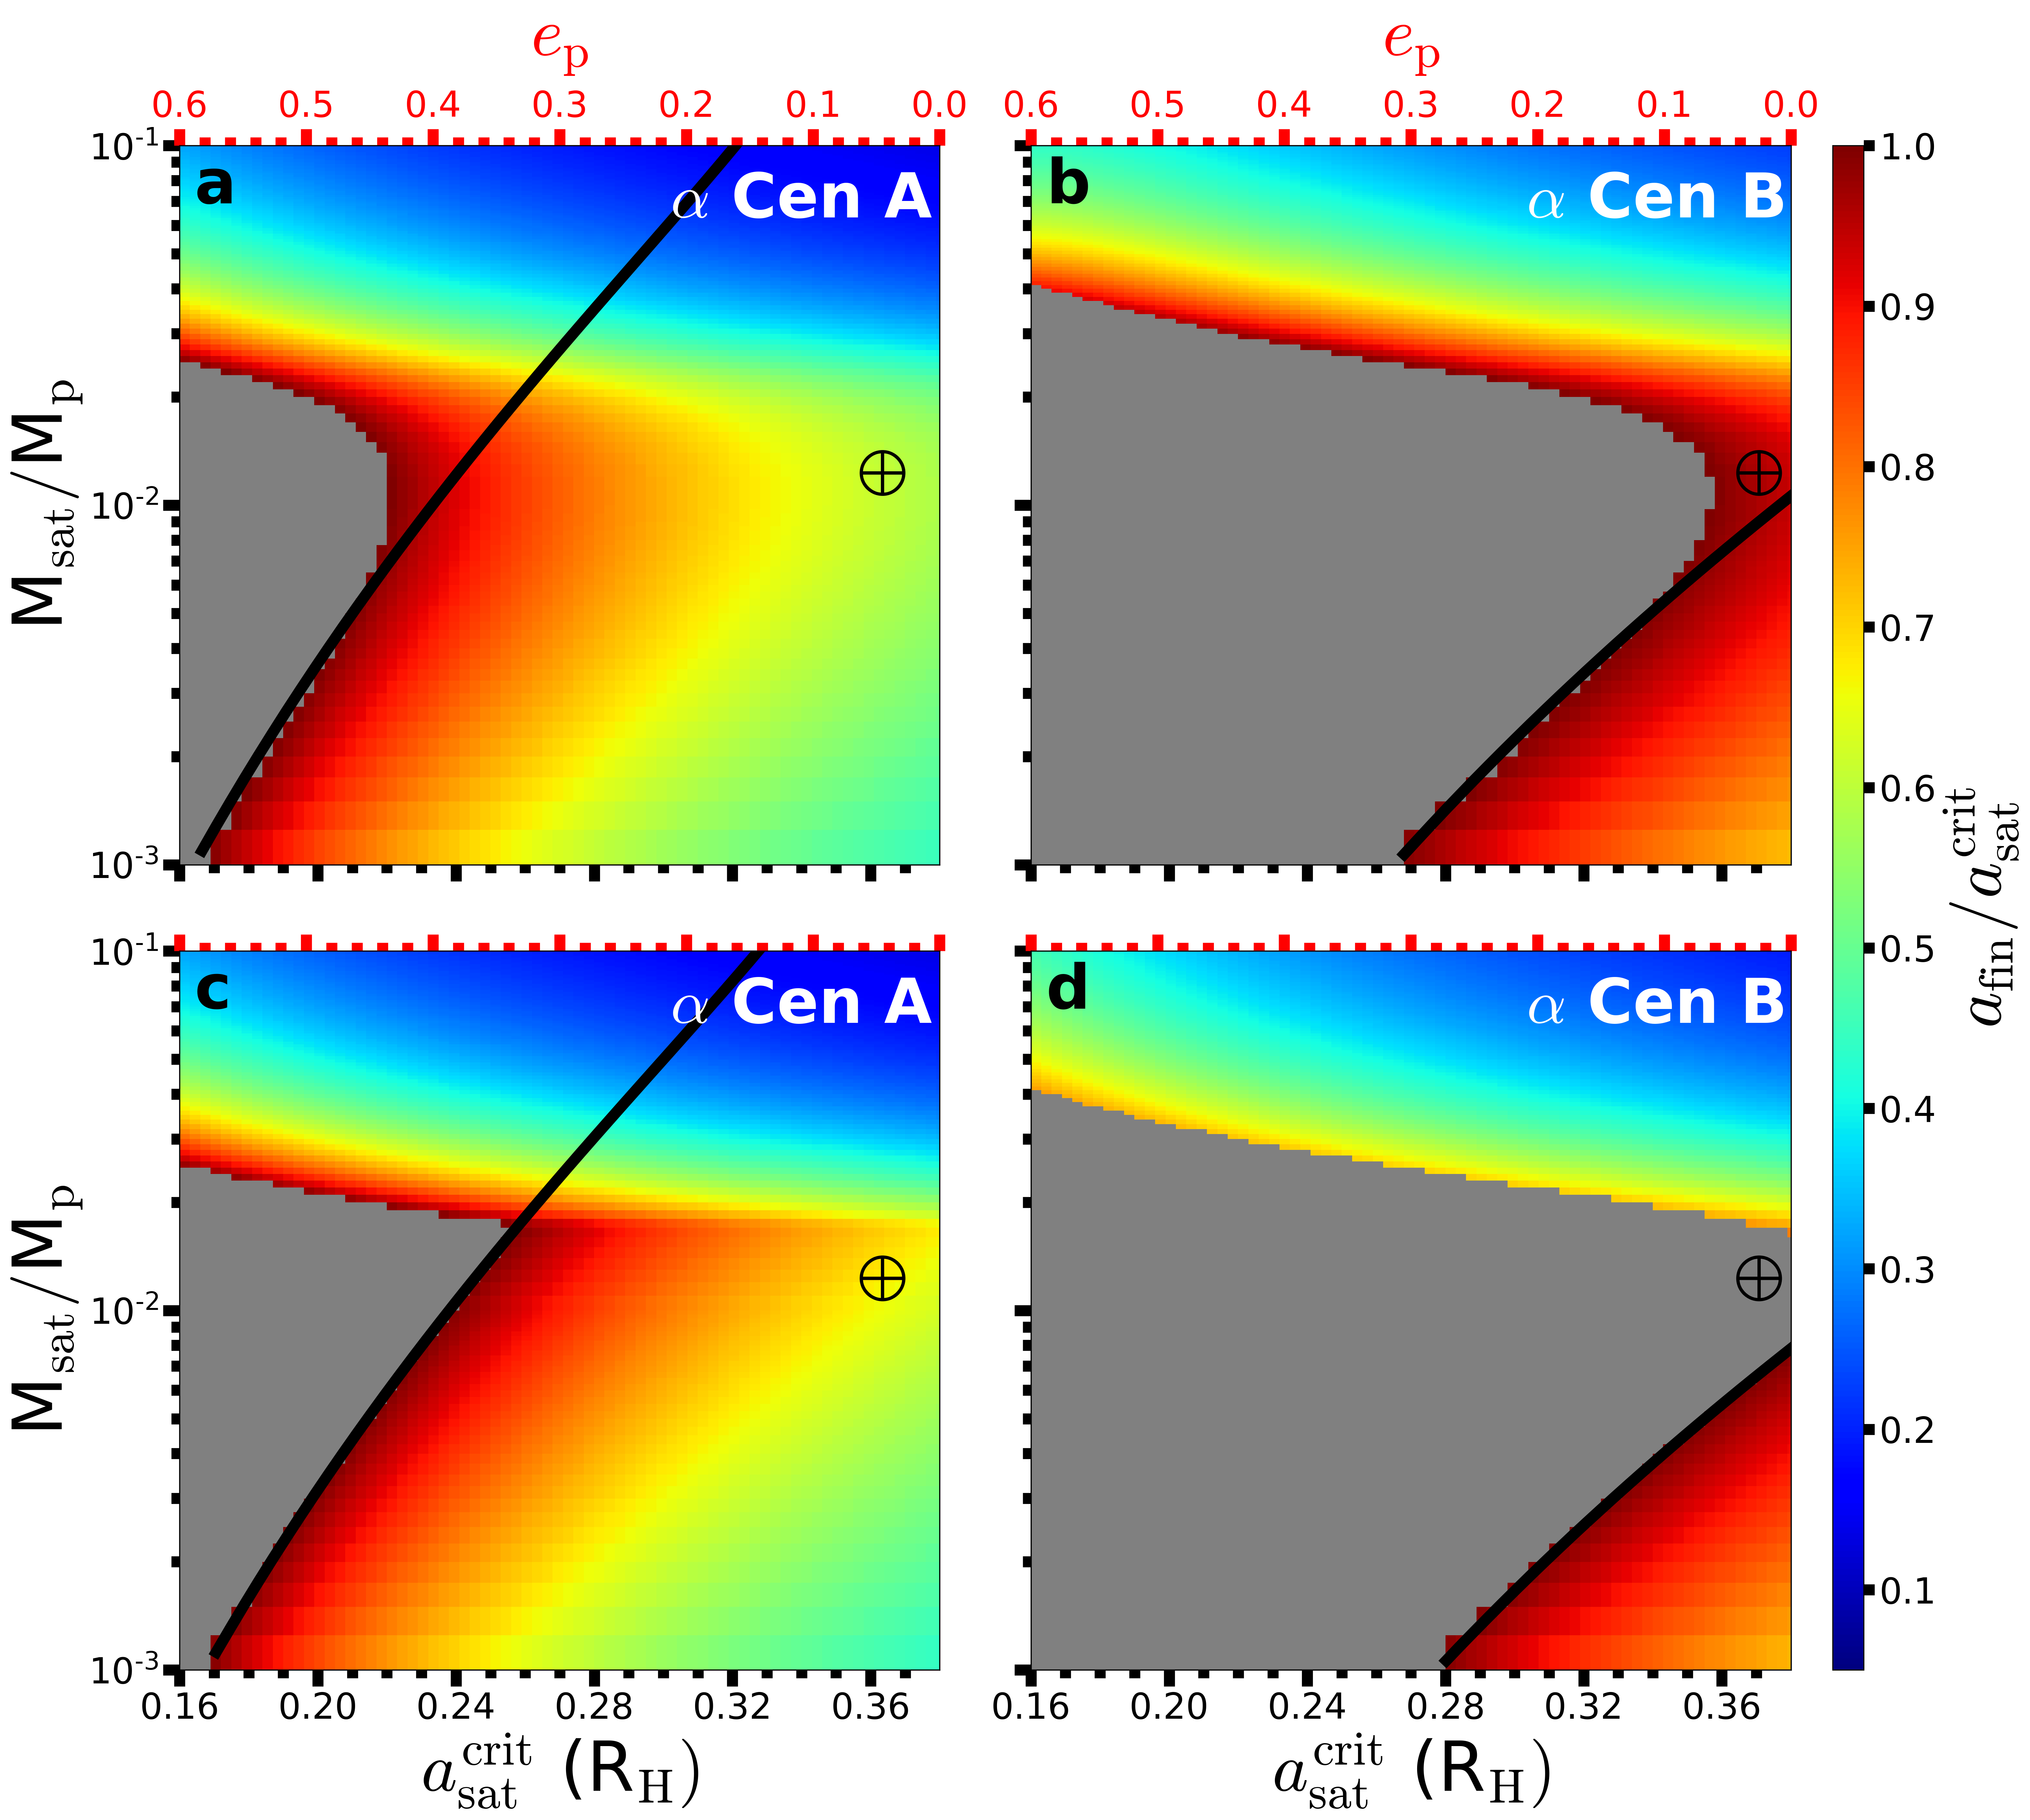 e_p e_p
0.6 0.5 0.4 0.3 0.2 0.1 0.0 0.6 0.5 0.4 0.3 0.2 0.1 0.0
a α Cen A b α Cen B
10^-1
10^-2
10^-3
M_sat/M_p
c α Cen A d α Cen B
10^-1
10^-2
10^-3
M_sat/M_p
0.16 0.20 0.24 0.28 0.32 0.36 0.16 0.20 0.24 0.28 0.32 0.36
a_sat^crit (R_H) a_sat^crit (R_H)
1.0
0.9
0.8
0.7
0.6
0.5
0.4
0.3
0.2
0.1
a_fin/a_sat^crit